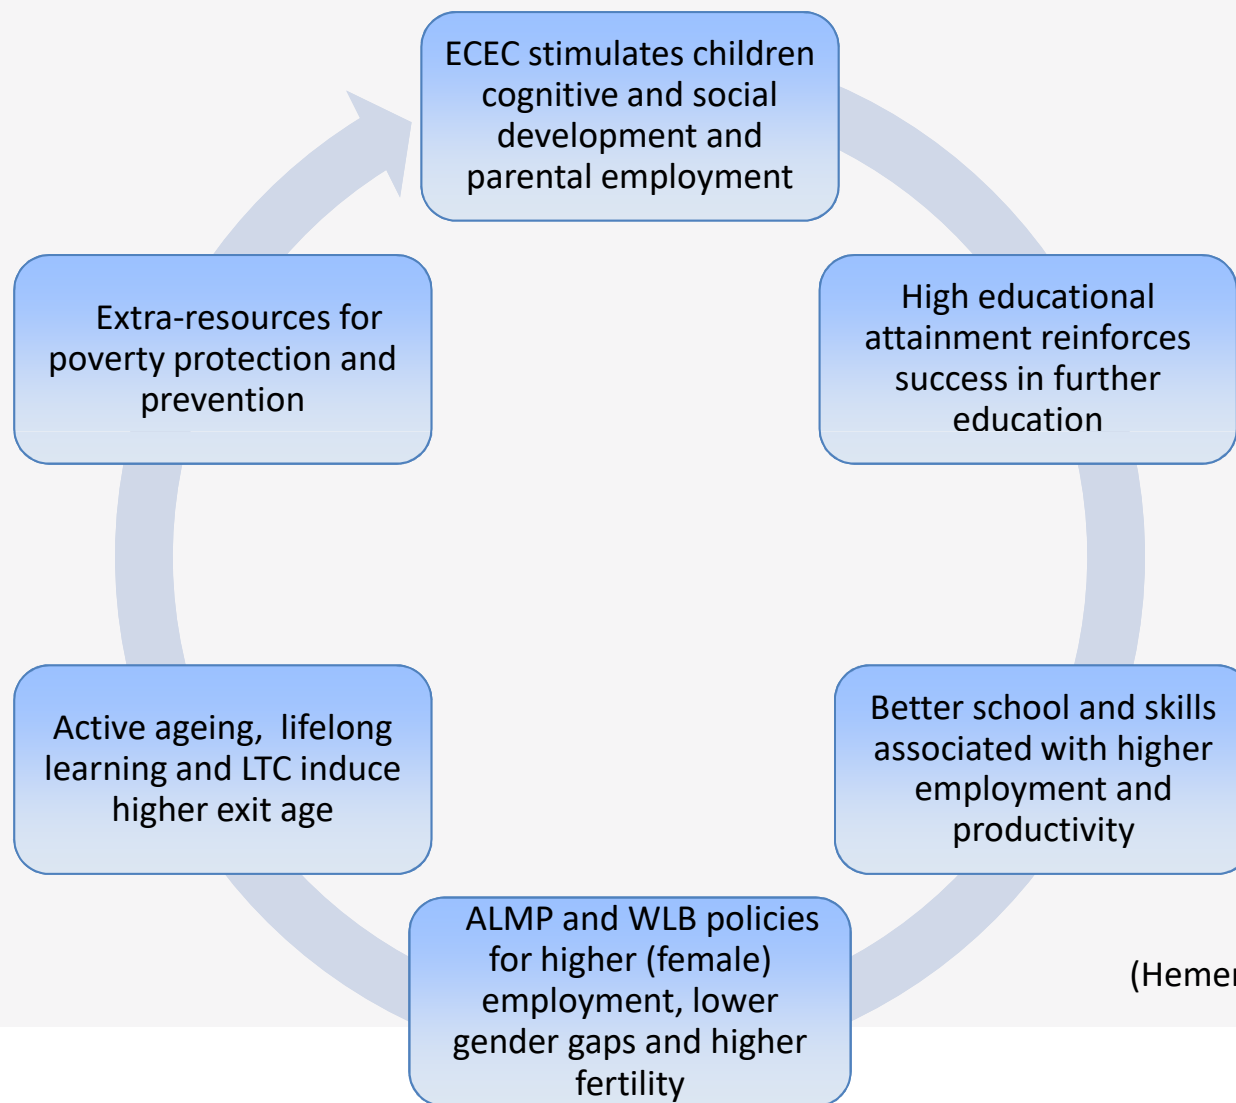 ECEC stimulates children
cognitive and social
development and
parental employment
High educational
attainment reinforces
success in further
education
Better school and skills
associated with higher
employment and
productivity
ALMP and WLB policies
for higher (female)
employment, lower
gender gaps and higher
fertility
Active ageing, lifelong
learning and LTC induce
higher exit age
Extra-resources for
poverty protection and
prevention